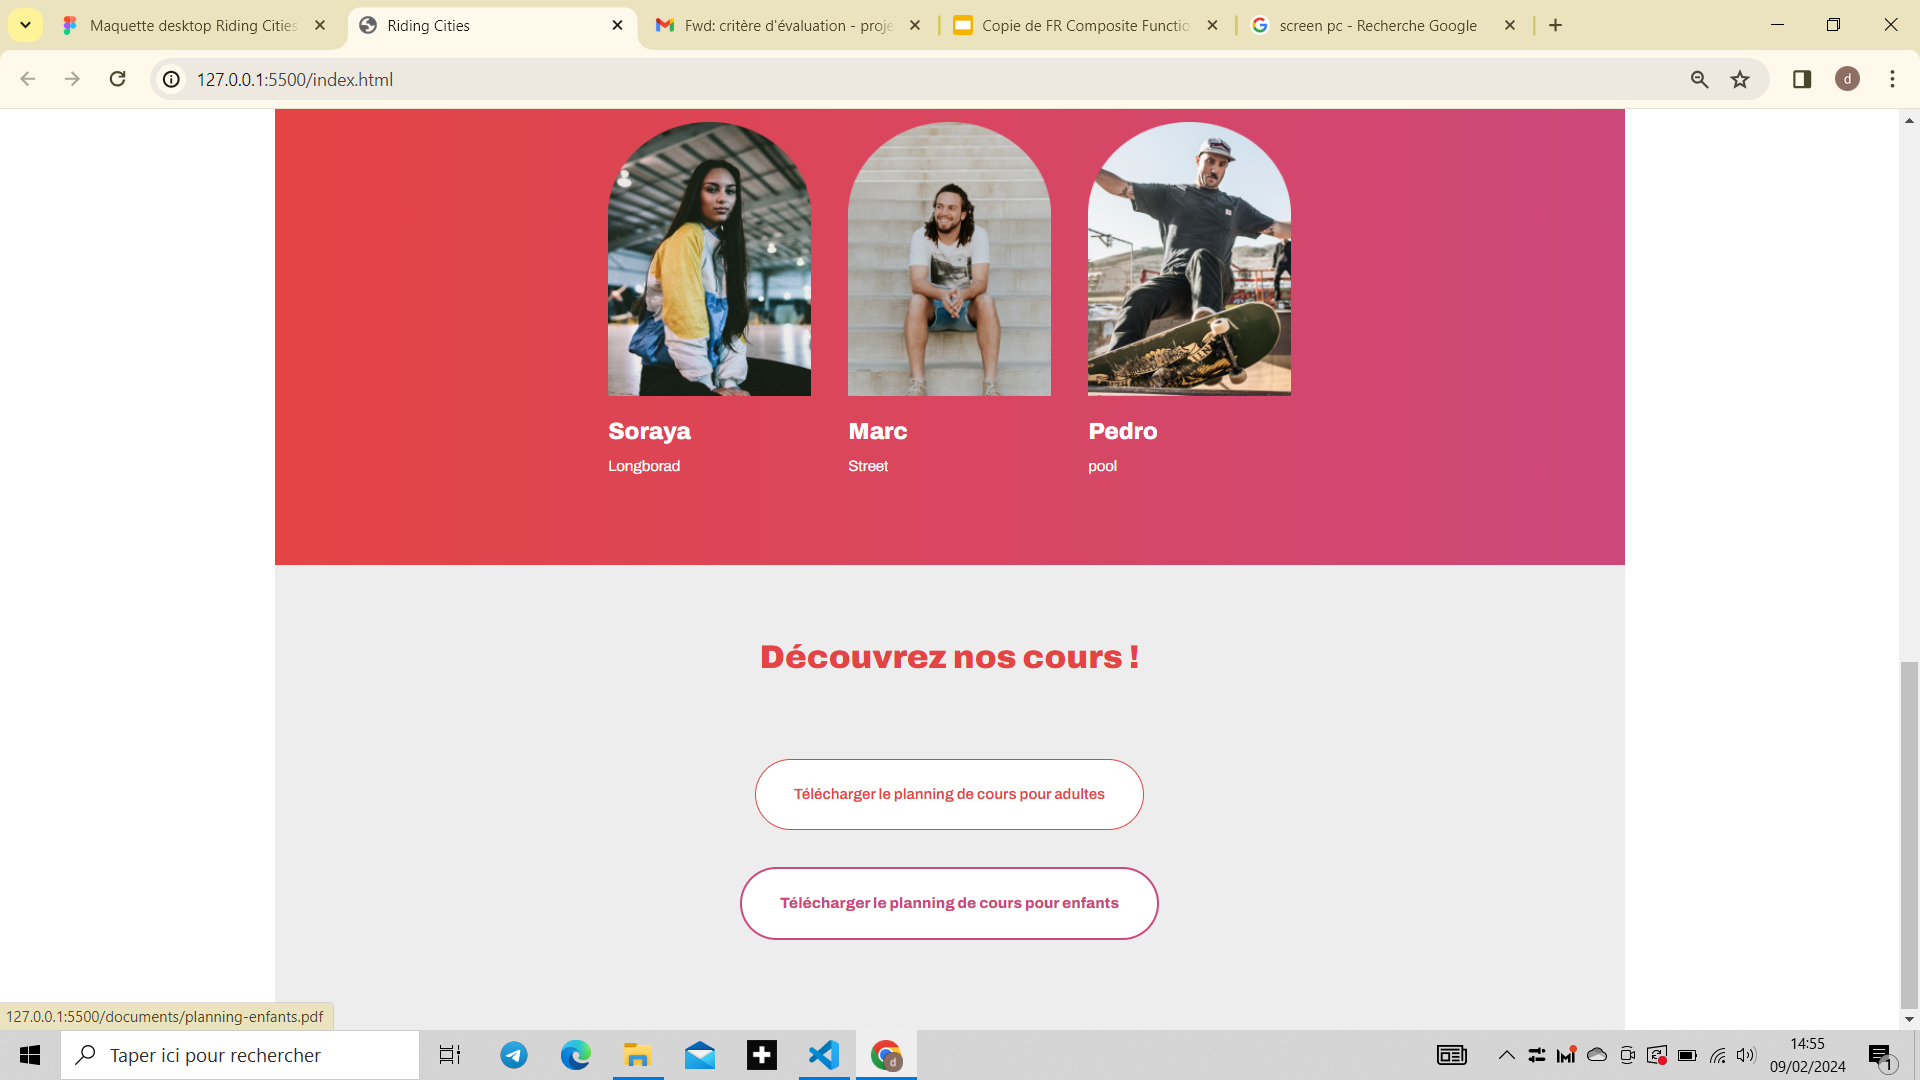 Maquette desktop Riding Cities
Riding Cities
Fwd: critère d'évaluation - proje
Copie de FR Composite Functio
screen pc - Recherche Google
127.0.0.1:5500/index.html
d
Soraya
Marc
Pedro
Longborad
Street
pool
Découvrez nos cours !
Télécharger le planning de cours pour adultes
Télécharger le planning de cours pour enfants
127.0.0.1:5500/documents/planning-enfants.pdf
Taper ici pour rechercher
d
14:55
09/02/2024
1